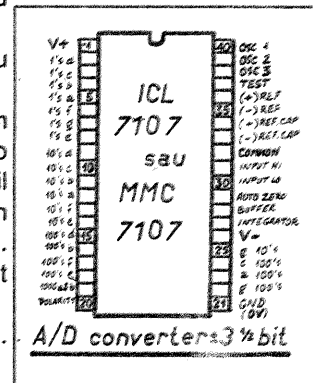 V+ 1
1's d
1's c
1's b
1's a 5
1's f
1's g
1's e
10's d
10's c 10
10's b
10's a
10's f
10's e
100's d 15
100's b
100's f
100's e
POLARITY 20
ICL
7107
sau
MMC
7107
40 OSC 1
OSC 2
OSC 3
TEST
(+)REF
35 (-)REF
(+)REF.CAP
(-)REF.CAP
COMMON
INPUT HI
30 INPUT LO
AUTO ZERO
BUFFER
INTEGRATOR
V-
25 g 10's
c 100's
a 100's
g 100's
21 GND
(0V)
A/D converter±3 ½ bit